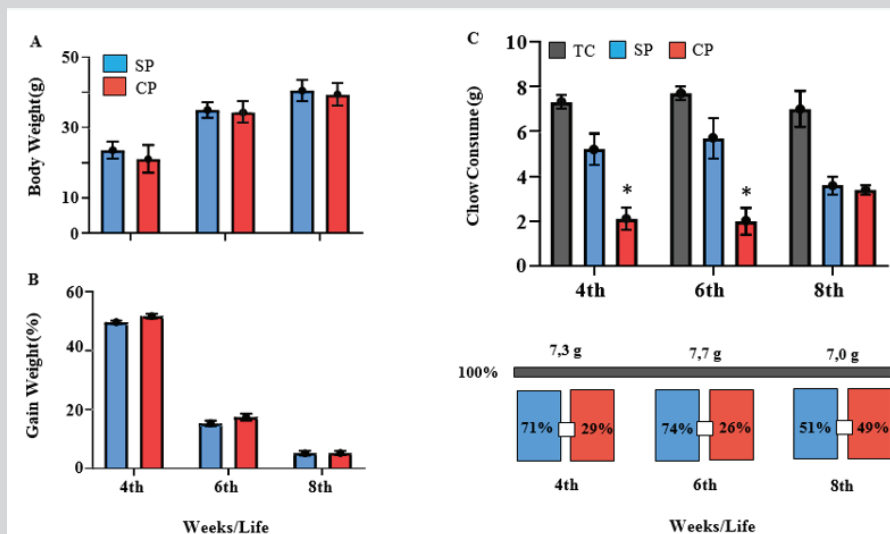 A
SP
CP
Body Weight(g)
50
30
10
0
B
Gain Weight(%)
60
40
20
0
4th 6th 8th
Weeks/Life
C
TC SP CP
Chow Consume(g)
10
8
6
4
2
0
* *
4th 6th 8th
7,3 g 7,7 g 7,0 g
100%
71% 29% 74% 26% 51% 49%
4th 6th 8th
Weeks/Life